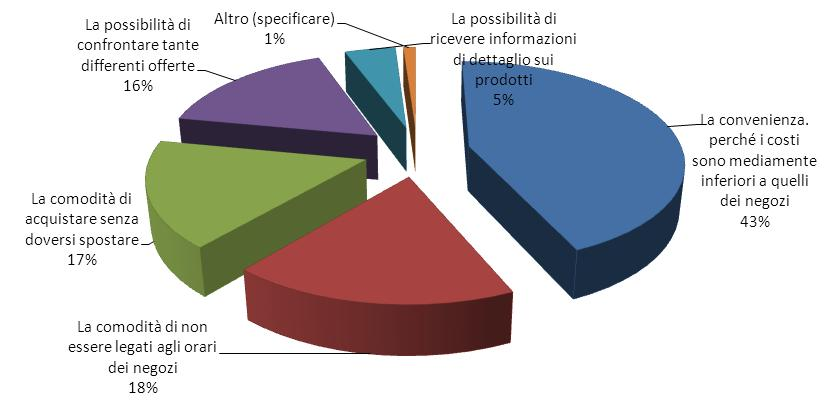 La possibilità di
confrontare tante
differenti offerte
16%
Altro (specificare)
1%
La possibilità di
ricevere informazioni
di dettaglio sui
prodotti
5%
La convenienza.
perché i costi
sono mediamente
inferiori a quelli
dei negozi
43%
La comodità di
acquistare senza
doversi spostare
17%
La comodità di non
essere legati agli orari
dei negozi
18%